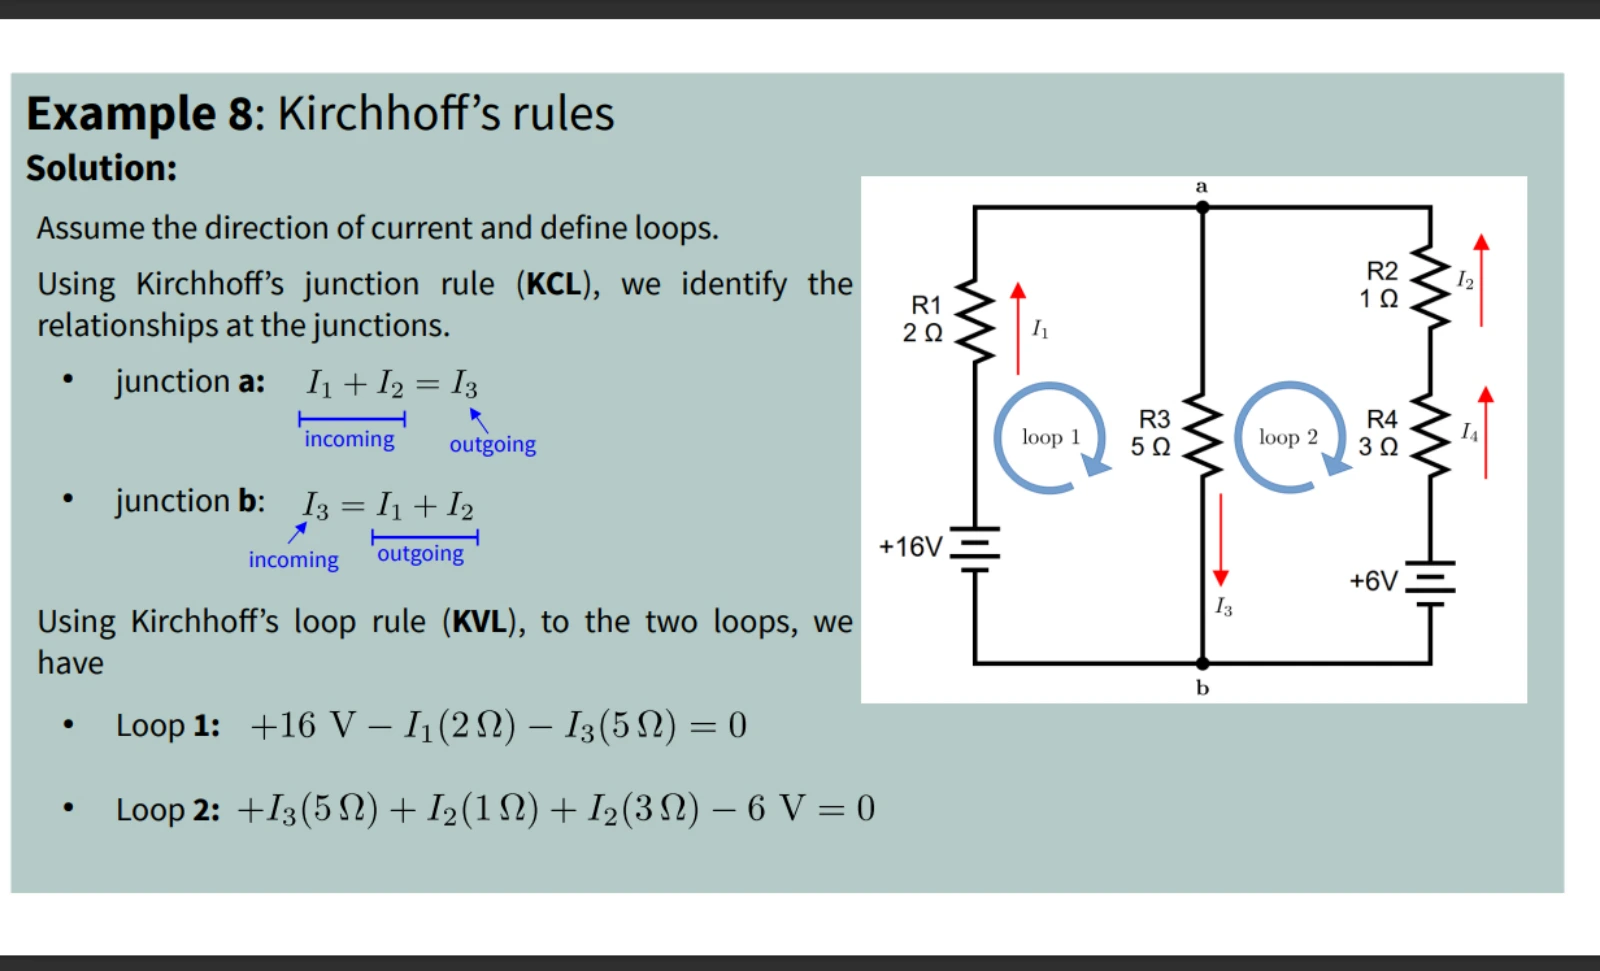 Example 8: Kirchhoff's rules
Solution:
Assume the direction of current and define loops.
Using Kirchhoff's junction rule (KCL), we identify the
relationships at the junctions.
• junction a: I₁ + I₂ = I₃
incoming
outgoing
• junction b: I₃ = I₁ + I₂
incoming
outgoing
Using Kirchhoff's loop rule (KVL), to the two loops, we
have
• Loop 1: +16 V − I₁(2 Ω) − I₃(5 Ω) = 0
• Loop 2: +I₃(5 Ω) + I₂(1 Ω) + I₂(3 Ω) − 6 V = 0
a
R1
2 Ω
I₁
R2
1 Ω
I₂
loop 1
R3
5 Ω
loop 2
R4
3 Ω
I₄
+16V
I₃
+6V
b